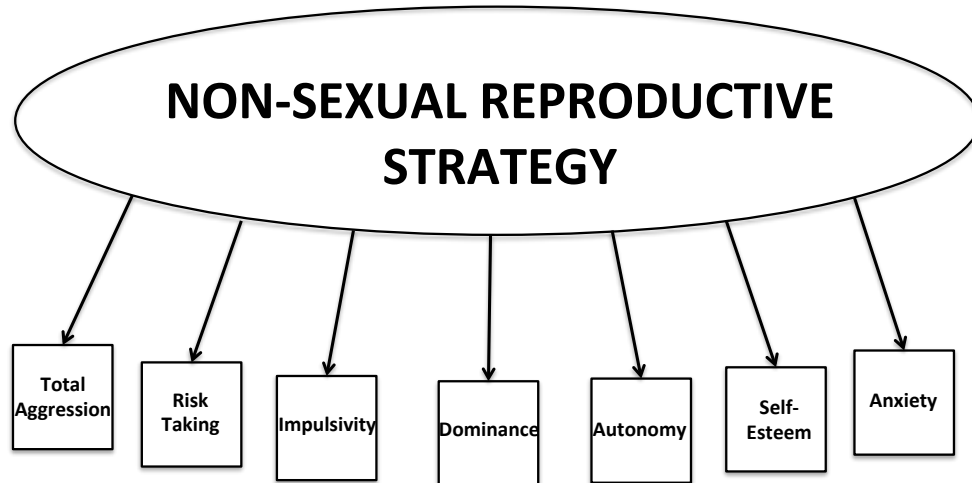 NON-SEXUAL REPRODUCTIVE
STRATEGY
Total
Aggression
Risk
Taking
Impulsivity
Dominance
Autonomy
Self-
Esteem
Anxiety